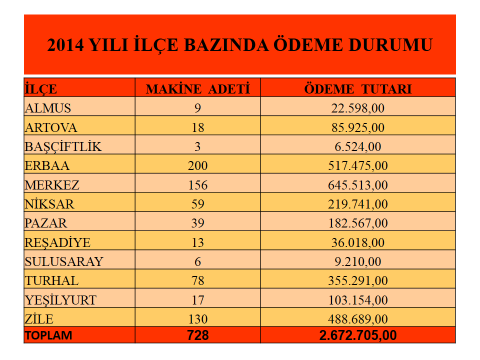 2014 YILI İLÇE BAZINDA ÖDEME DURUMU
İLÇE MAKİNE ADETİ ÖDEME TUTARI
ALMUS 9 22.598,00
ARTOVA 18 85.925,00
BAŞÇİFTLİK 3 6.524,00
ERBAA 200 517.475,00
MERKEZ 156 645.513,00
NİKSAR 59 219.741,00
PAZAR 39 182.567,00
REŞADİYE 13 36.018,00
SULUSARAY 6 9.210,00
TURHAL 78 355.291,00
YEŞİLYURT 17 103.154,00
ZİLE 130 488.689,00
TOPLAM 728 2.672.705,00